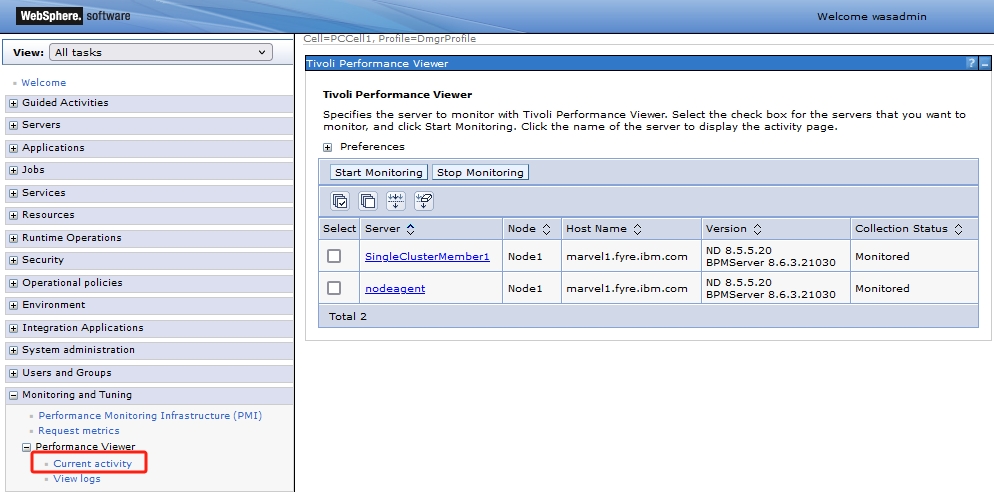 WebSphere. software
Welcome wasadmin
View: All tasks
Welcome
Guided Activities
Servers
Applications
Jobs
Services
Resources
Runtime Operations
Security
Operational policies
Environment
Integration Applications
System administration
Users and Groups
Monitoring and Tuning
Performance Monitoring Infrastructure (PMI)
Request metrics
Performance Viewer
Current activity
View logs
Cell=PCCell1, Profile=DmgrProfile
Tivoli Performance Viewer ? –
Tivoli Performance Viewer
Specifies the server to monitor with Tivoli Performance Viewer. Select the check box for the servers that you want to
monitor, and click Start Monitoring. Click the name of the server to display the activity page.
Preferences
Start Monitoring Stop Monitoring
Select Server Node Host Name Version Collection Status
SingleClusterMember1 Node1 marvel1.fyre.ibm.com ND 8.5.5.20 Monitored
BPMServer 8.6.3.21030
nodeagent Node1 marvel1.fyre.ibm.com ND 8.5.5.20 Monitored
BPMServer 8.6.3.21030
Total 2